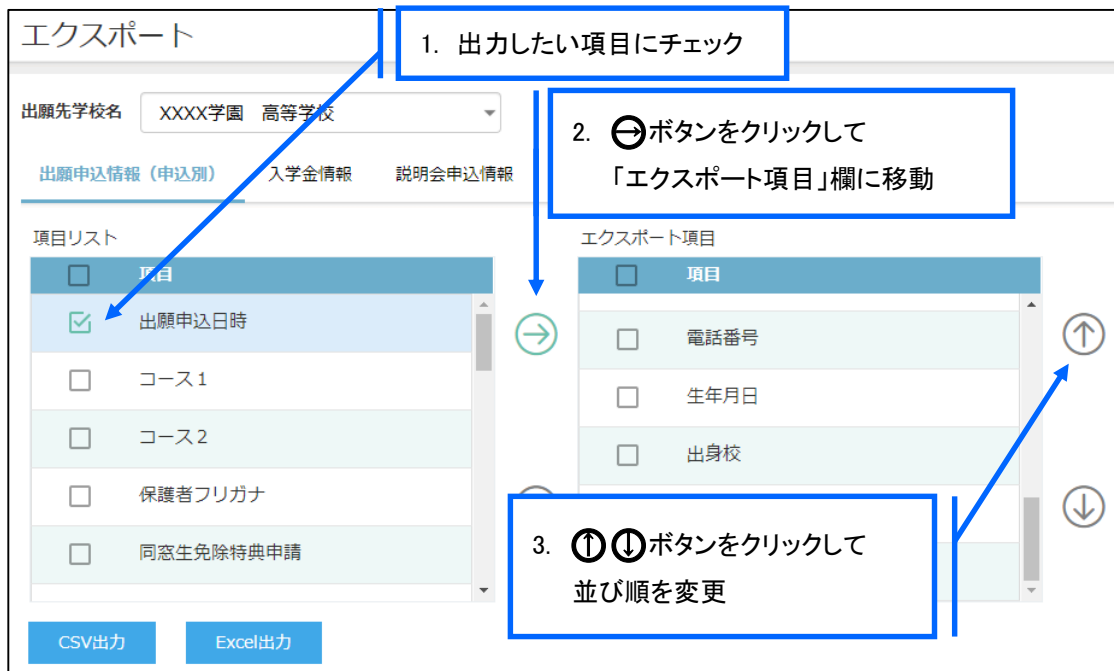 エクスポート
1. 出力したい項目にチェック
出願先学校名
XXXX学園 高等学校
2. →ボタンをクリックして
「エクスポート項目」欄に移動
出願申込情報（申込別）
入学金情報
説明会申込情報
項目リスト
項目
出願申込日時
コース1
コース2
保護者フリガナ
同窓生免除特典申請
エクスポート項目
項目
電話番号
生年月日
出身校
3. ↑↓ボタンをクリックして
並び順を変更
CSV出力
Excel出力